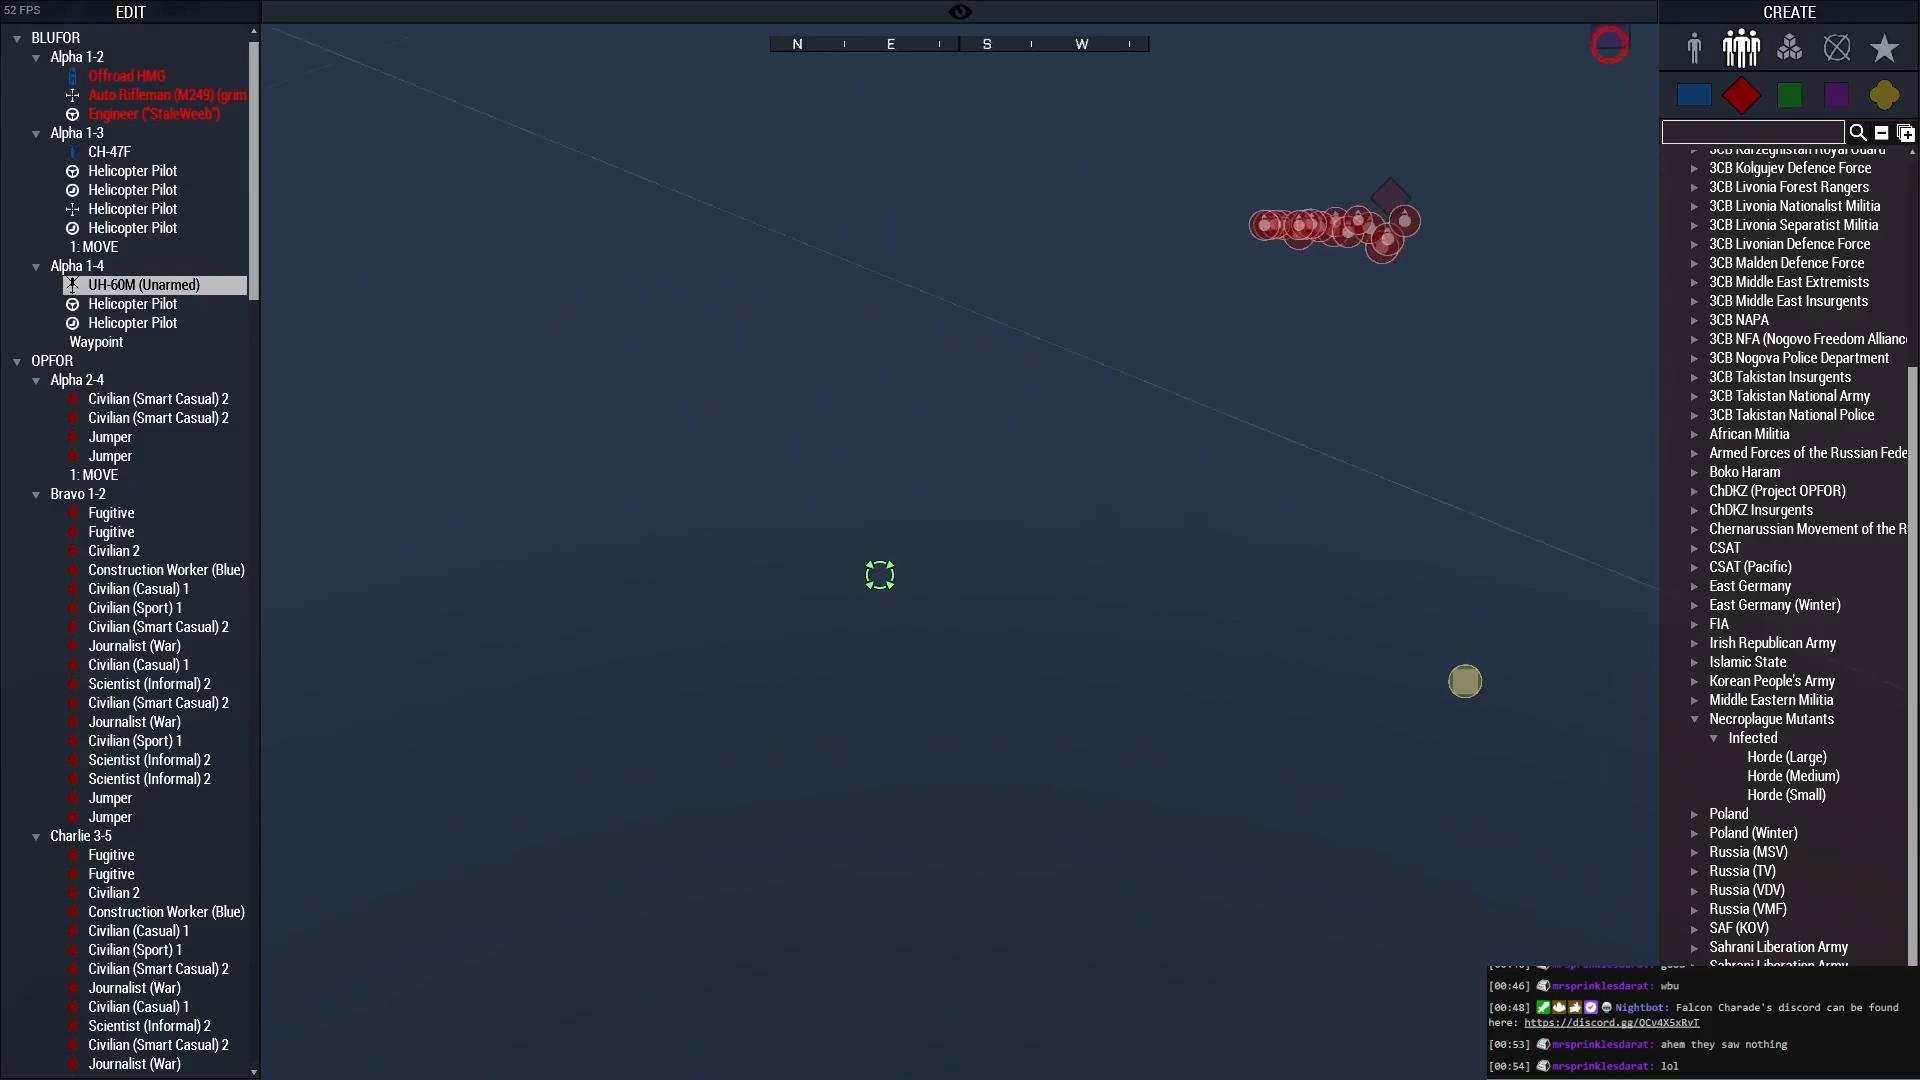 52 FPS
EDIT
BLUFOR
Alpha 1-2
Offroad HMG
Auto Rifleman (M249) (grim
Engineer ("StaleWeeb")
Alpha 1-3
CH-47F
Helicopter Pilot
Helicopter Pilot
Helicopter Pilot
Helicopter Pilot
1: MOVE
Alpha 1-4
UH-60M (Unarmed)
Helicopter Pilot
Helicopter Pilot
Waypoint
OPFOR
Alpha 2-4
Civilian (Smart Casual) 2
Civilian (Smart Casual) 2
Jumper
Jumper
1: MOVE
Bravo 1-2
Fugitive
Fugitive
Civilian 2
Construction Worker (Blue)
Civilian (Casual) 1
Civilian (Sport) 1
Civilian (Smart Casual) 2
Journalist (War)
Civilian (Casual) 1
Scientist (Informal) 2
Civilian (Smart Casual) 2
Journalist (War)
Civilian (Sport) 1
Scientist (Informal) 2
Scientist (Informal) 2
Jumper
Jumper
Charlie 3-5
Fugitive
Fugitive
Civilian 2
Construction Worker (Blue)
Civilian (Casual) 1
Civilian (Sport) 1
Civilian (Smart Casual) 2
Journalist (War)
Civilian (Casual) 1
Scientist (Informal) 2
Civilian (Smart Casual) 2
Journalist (War)
N E S W
CREATE
3CB Karzeghistan Royal Guard
3CB Kolgujev Defence Force
3CB Livonia Forest Rangers
3CB Livonia Nationalist Militia
3CB Livonia Separatist Militia
3CB Livonian Defence Force
3CB Malden Defence Force
3CB Middle East Extremists
3CB Middle East Insurgents
3CB NAPA
3CB NFA (Nogovo Freedom Alliance
3CB Nogova Police Department
3CB Takistan Insurgents
3CB Takistan National Army
3CB Takistan National Police
African Militia
Armed Forces of the Russian Fede
Boko Haram
ChDKZ (Project OPFOR)
ChDKZ Insurgents
Chernarussian Movement of the R
CSAT
CSAT (Pacific)
East Germany
East Germany (Winter)
FIA
Irish Republican Army
Islamic State
Korean People's Army
Middle Eastern Militia
Necroplague Mutants
Infected
Horde (Large)
Horde (Medium)
Horde (Small)
Poland
Poland (Winter)
Russia (MSV)
Russia (TV)
Russia (VDV)
Russia (VMF)
SAF (KOV)
Sahrani Liberation Army
Sahrani Liberation Army
mrsprinklesdarat: good
[00:46] mrsprinklesdarat: wbu
[00:48] Nightbot: Falcon Charade's discord can be found
here: https://discord.gg/QCv4X5xRvT
[00:53] mrsprinklesdarat: ahem they saw nothing
[00:54] mrsprinklesdarat: lol